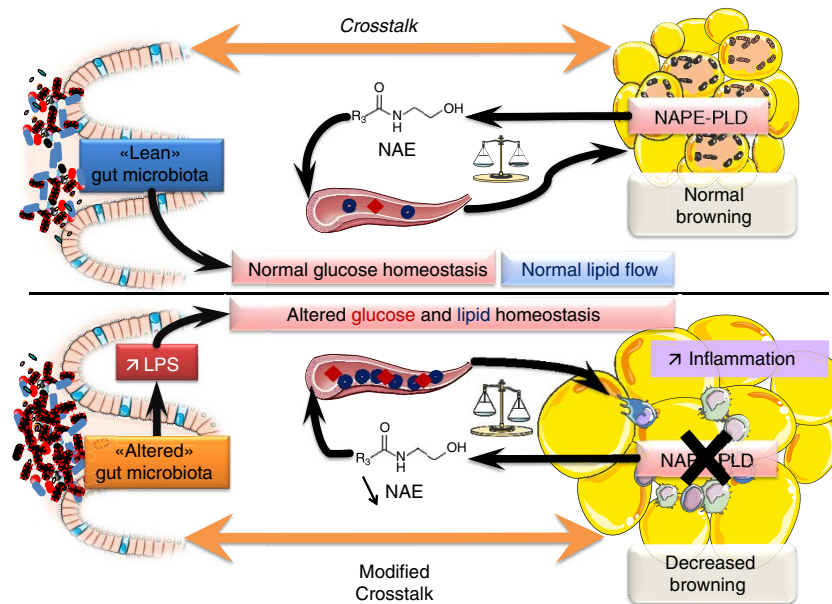 Crosstalk
R3
O
N
H
OH
NAE
NAPE-PLD
«Lean»
gut microbiota
Normal
browning
Normal glucose homeostasis
Normal lipid flow
Altered glucose and lipid homeostasis
↗ LPS
↗ Inflammation
«Altered»
gut microbiota
R3
O
N
H
OH
↘ NAE
NAPE-PLD
Modified
Crosstalk
Decreased
browning